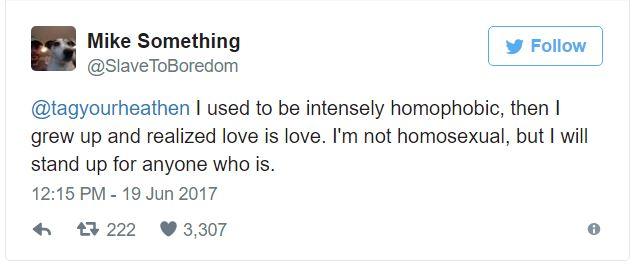 Mike Something
@SlaveToBoredom
Follow
@tagyourheathen I used to be intensely homophobic, then I
grew up and realized love is love. I'm not homosexual, but I will
stand up for anyone who is.
12:15 PM - 19 Jun 2017
222
3,307